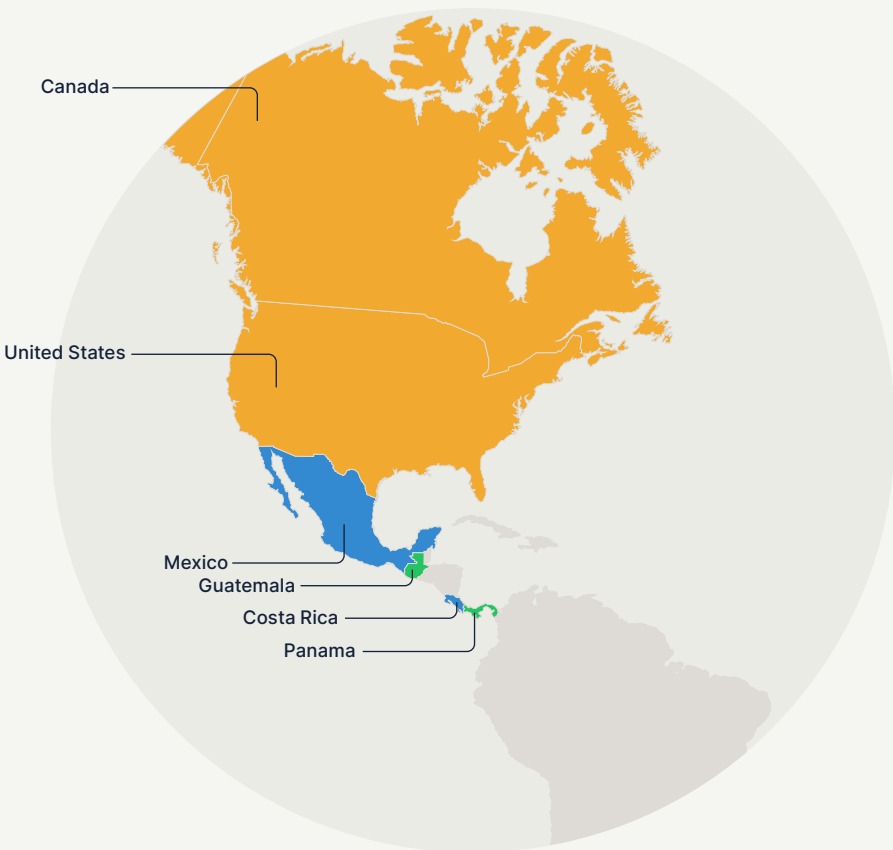 Canada
United States
Mexico
Guatemala
Costa Rica
Panama